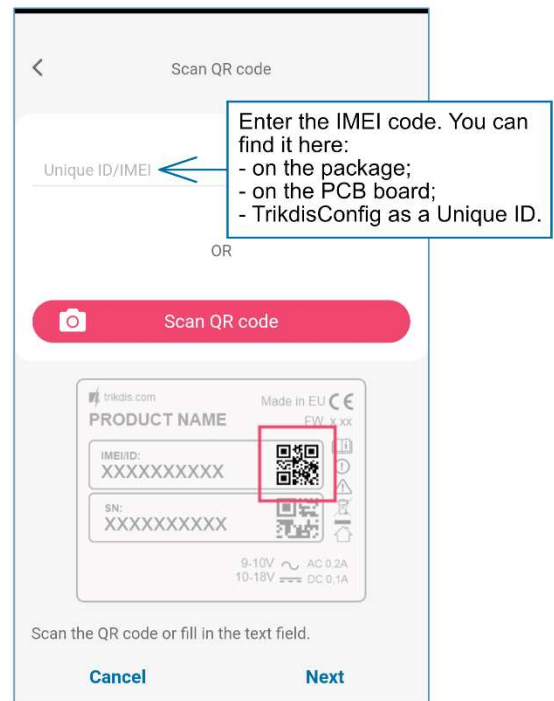 Scan QR code
Enter the IMEI code. You can
find it here:
- on the package;
- on the PCB board;
- TrikdisConfig as a Unique ID.
Unique ID/IMEI
OR
Scan QR code
trikdis.com
Made in EU CE
PRODUCT NAME
FW. x.xx
IMEI/ID:
XXXXXXXXXX
SN:
XXXXXXXXXX
9-10V AC 0,2A
10-18V DC 0,1A
Scan the QR code or fill in the text field.
Cancel Next